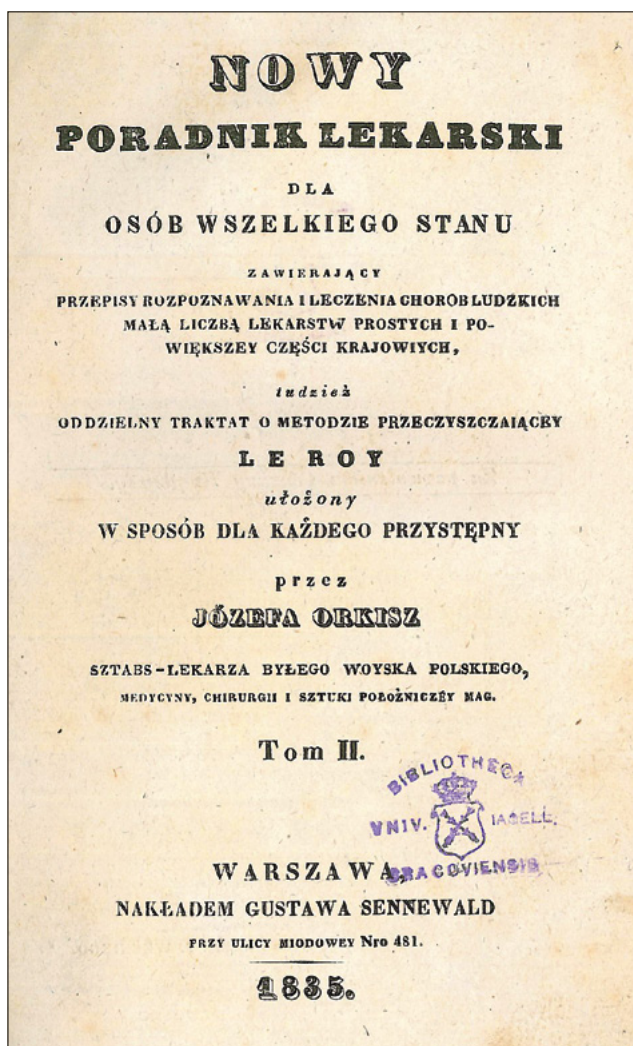 NOWY
PORADNIK LEKARSKI
DLA
OSÓB WSZELKIEGO STANU
ZAWIERAJĄCY
PRZEPISY ROZPOZNAWANIA I LECZENIA CHORÓB LUDZKICH
MAŁĄ LICZBĄ LEKARSTW PROSTYCH I PO-
WIĘKSZEY CZĘŚCI KRAJOWIYCH,
tudzież
ODDZIELNY TRAKTAT O METODZIE PRZECZYSZCZAIĄCEY
LE ROY
ułożony
W SPOSÓB DLA KAŻDEGO PRZYSTĘPNY
przez
JÓZEFA ORKISZ
SZTABS-LEKARZA BYŁEGO WOYSKA POLSKIEGO,
MEDYCYNY, CHIRURGII I SZTUKI POŁOŻNICZÉY MAG.
Tom II.
BIBLIOTHECA
VNIV. IAGELL.
CRACOVIENSIS
WARSZAWA,
NAKŁADEM GUSTAWA SENNEWALD
PRZY ULICY MIODOWEY Nro 481.
1835.